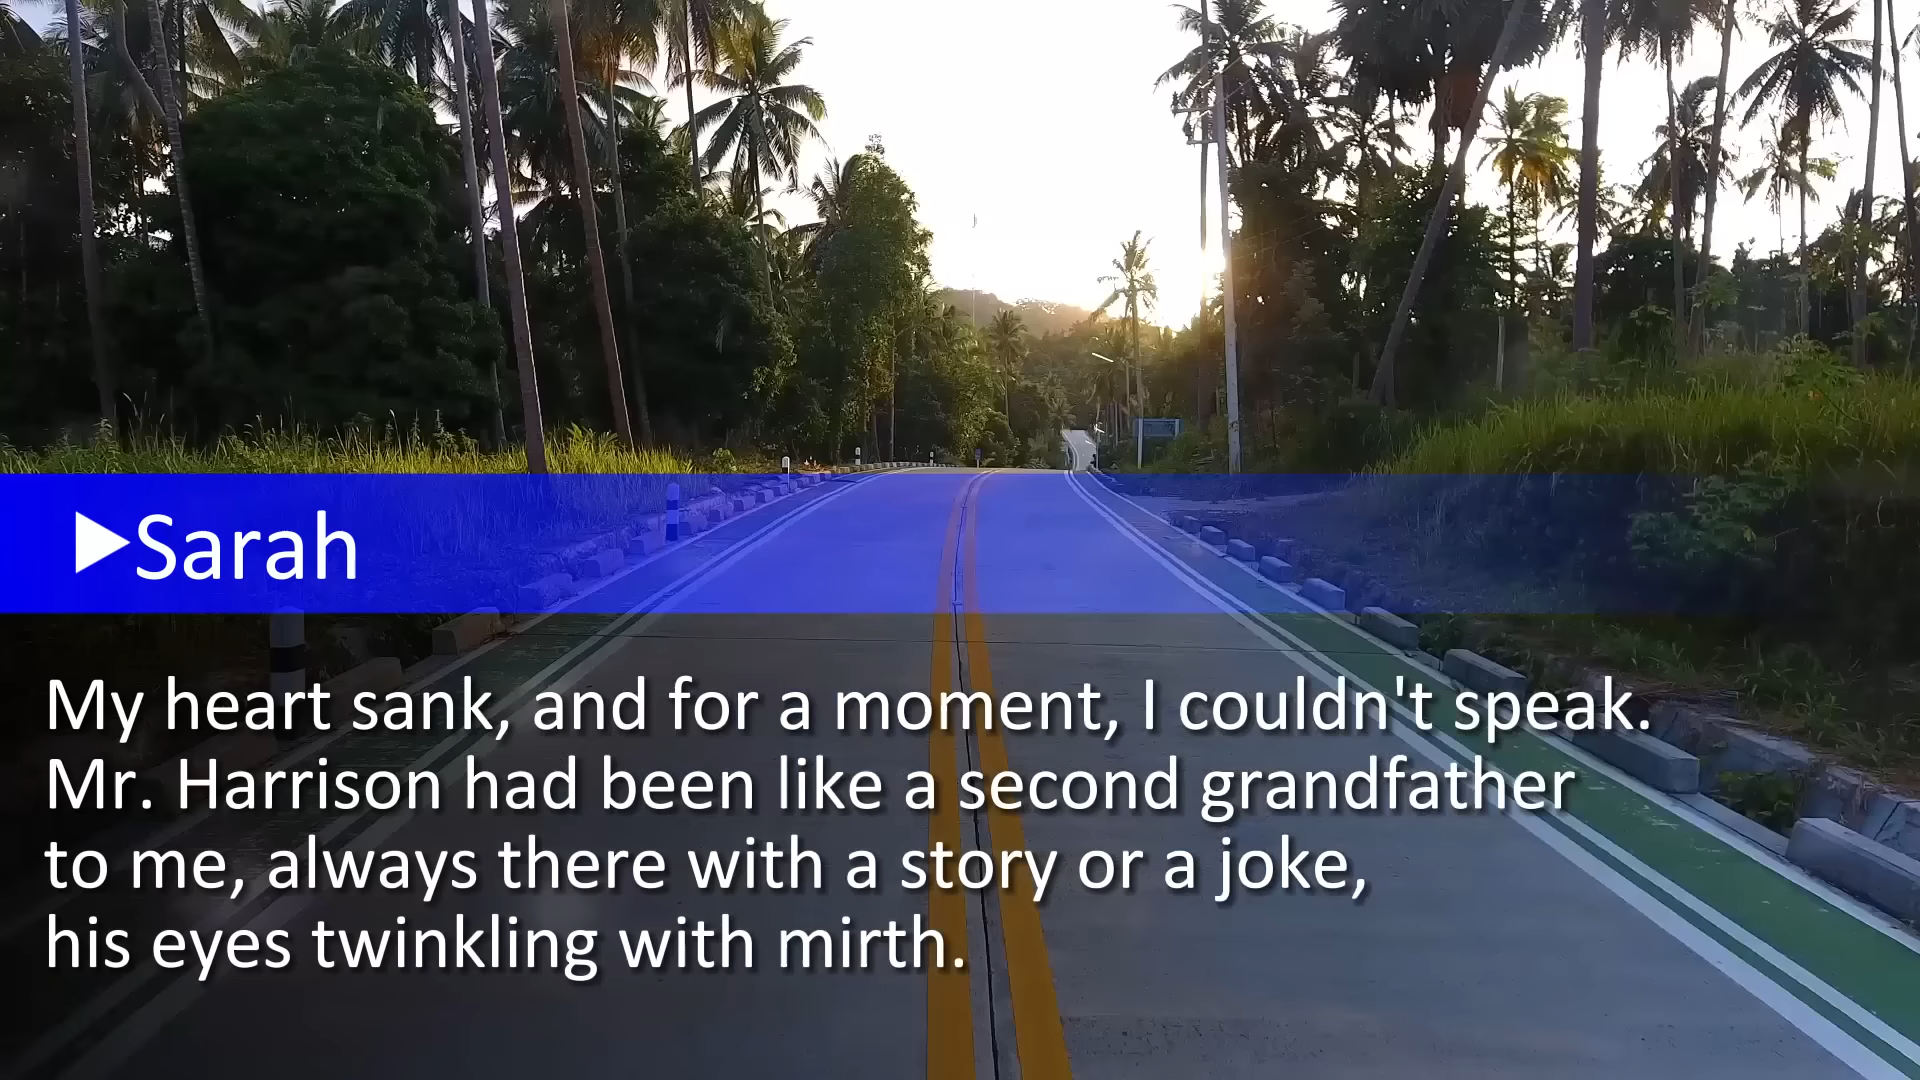 ▶Sarah
My heart sank, and for a moment, I couldn't speak.
Mr. Harrison had been like a second grandfather
to me, always there with a story or a joke,
his eyes twinkling with mirth.